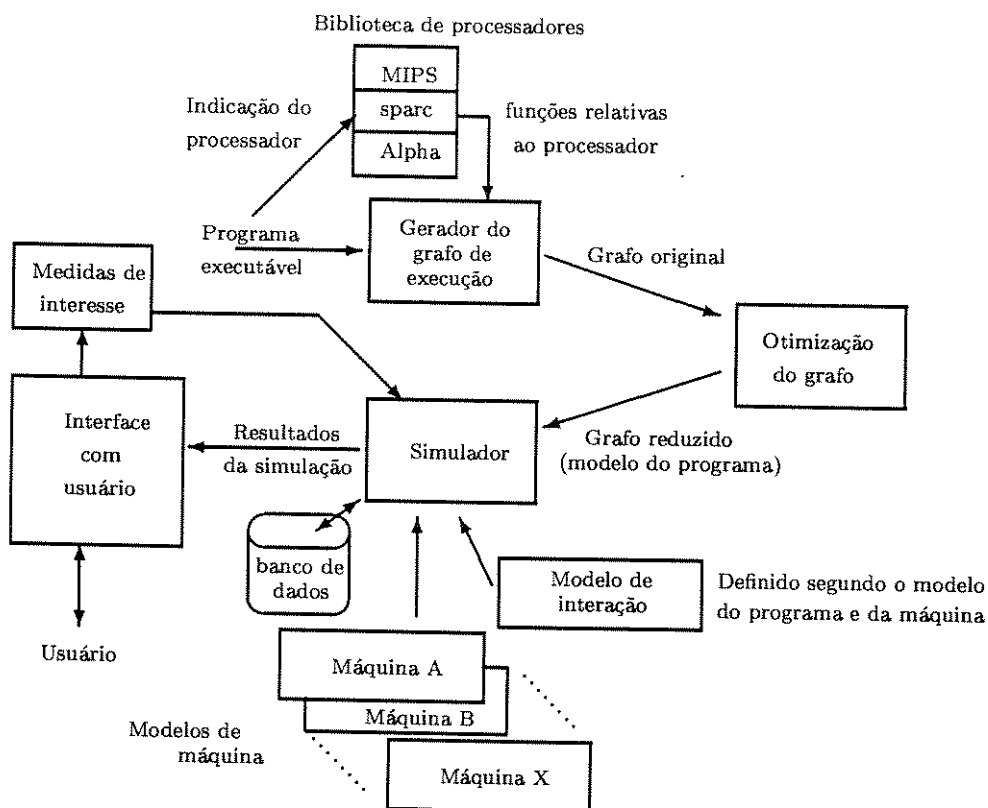 Biblioteca de processadores
MIPS
sparc
Alpha
Indicação do
processador
funções relativas
ao processador
Programa
executável
Gerador do
grafo de
execução
Grafo original
Medidas de
interesse
Otimização
do grafo
Interface
com
usuário
Resultados
da simulação
Simulador
Grafo reduzido
(modelo do programa)
banco de
dados
Modelo de
interação
Definido segundo o modelo
do programa e da máquina
Usuário
Máquina A
Máquina B
Modelos de
máquina
Máquina X